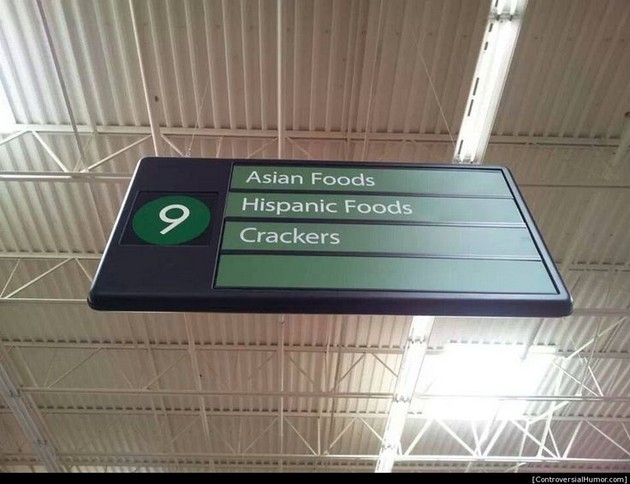 9
Asian Foods
Hispanic Foods
Crackers
[ControversialHumor.com]